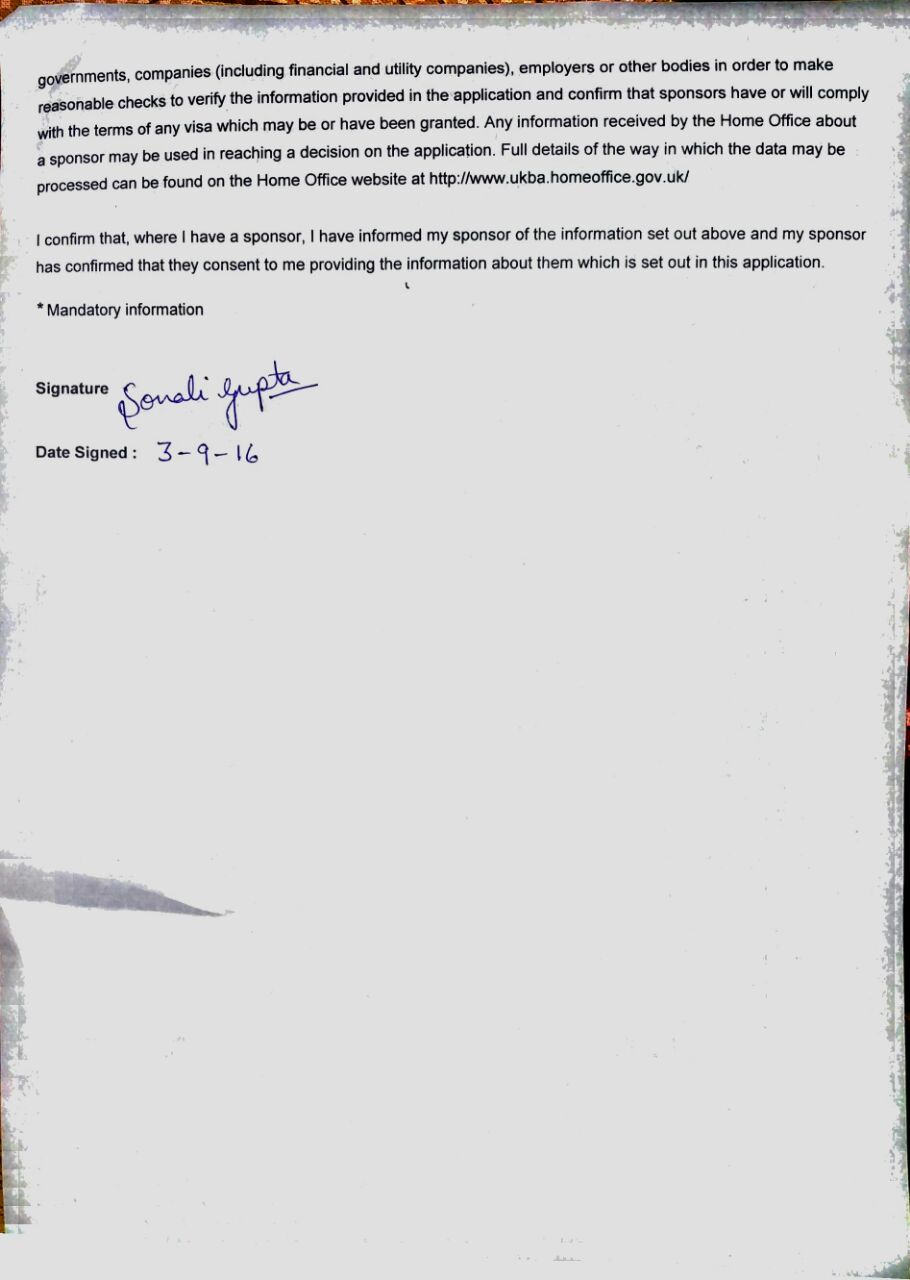 governments, companies (including financial and utility companies), employers or other bodies in order to make
reasonable checks to verify the information provided in the application and confirm that sponsors have or will comply
with the terms of any visa which may be or have been granted. Any information received by the Home Office about
a sponsor may be used in reaching a decision on the application. Full details of the way in which the data may be
processed can be found on the Home Office website at http://www.ukba.homeoffice.gov.uk/
I confirm that, where I have a sponsor, I have informed my sponsor of the information set out above and my sponsor
has confirmed that they consent to me providing the information about them which is set out in this application.
* Mandatory information
Signature Sonali Gupta
Date Signed : 3-9-16